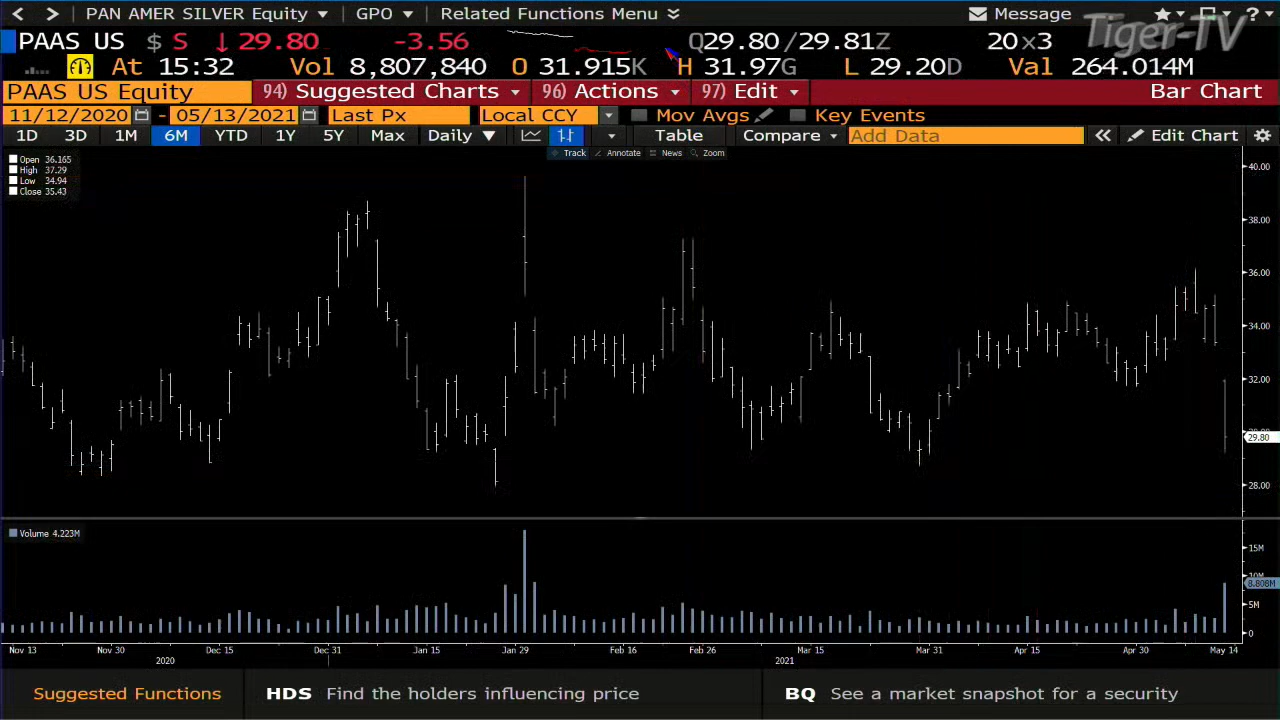 PAN AMER SILVER Equity GPO Related Functions Menu Message ?
PAAS US $ S ↓ 29.80 -3.56 Q29.80 / 29.81Z 20 x 3 Tiger-TV
At 15:32 Vol 8,807,840 O 31.915K H 31.97G L 29.20D Val 264.014M
PAAS US Equity 94) Suggested Charts 96) Actions 97) Edit Bar Chart
11/12/2020 - 05/13/2021 Last Px Local CCY Mov Avgs Key Events
1D 3D 1M 6M YTD 1Y 5Y Max Daily ▼ Table Compare Add Data « Edit Chart
Track Annotate News Zoom
Open 36.165
High 37.29
Low 34.94
Close 35.43
40.00
38.00
36.00
34.00
32.00
29.80
28.00
Volume 4.223M
15M
8.808M
5M
0
Nov 13 Nov 30 Dec 15 Dec 31 Jan 15 Jan 29 Feb 16 Feb 26 Mar 15 Mar 31 Apr 15 Apr 30 May 14
2020 2021
Suggested Functions HDS Find the holders influencing price BQ See a market snapshot for a security